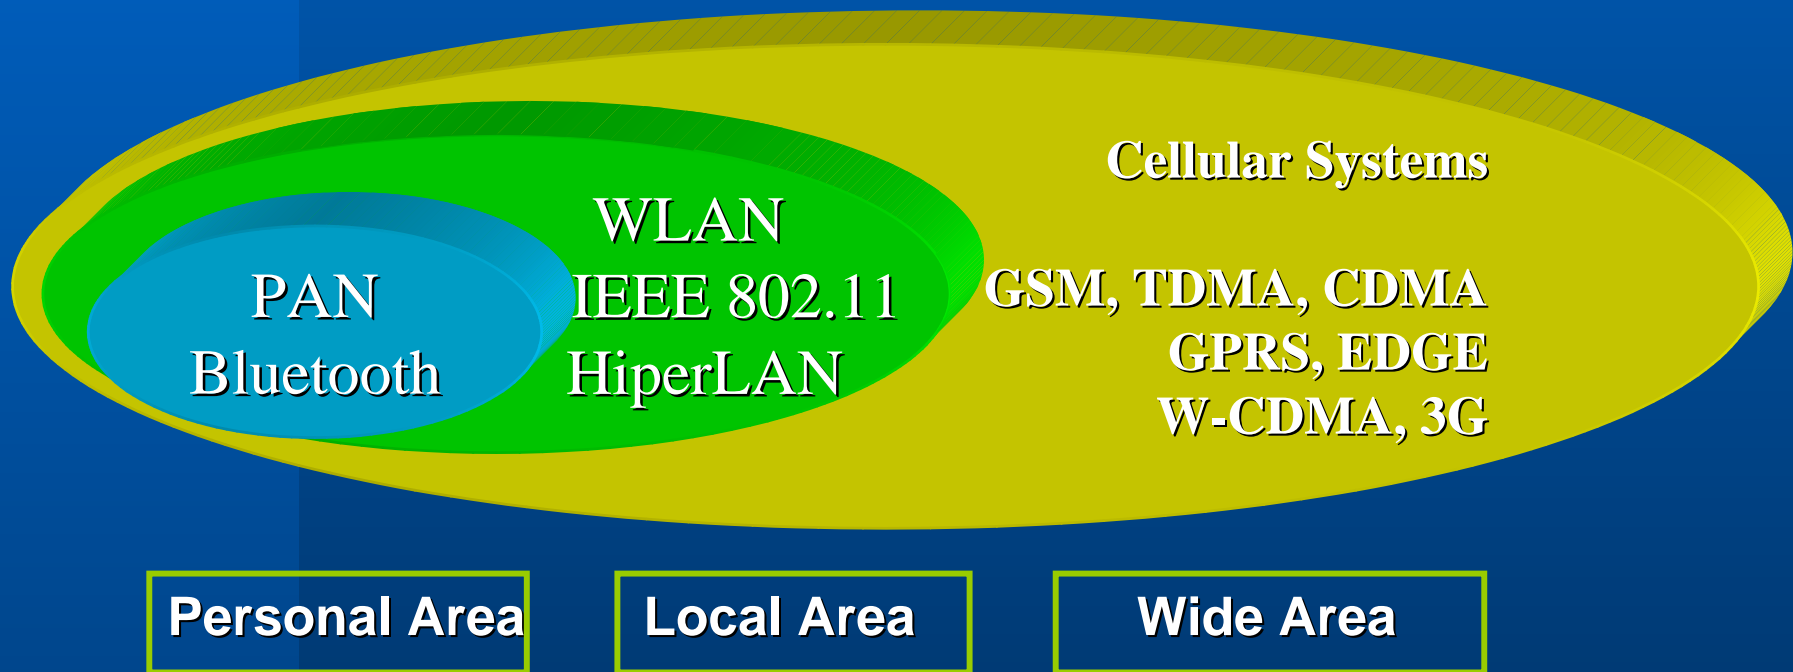 Cellular Systems
WLAN
PAN
IEEE 802.11
GSM, TDMA, CDMA
GPRS, EDGE
Bluetooth
HiperLAN
W-CDMA, 3G
Personal Area
Local Area
Wide Area